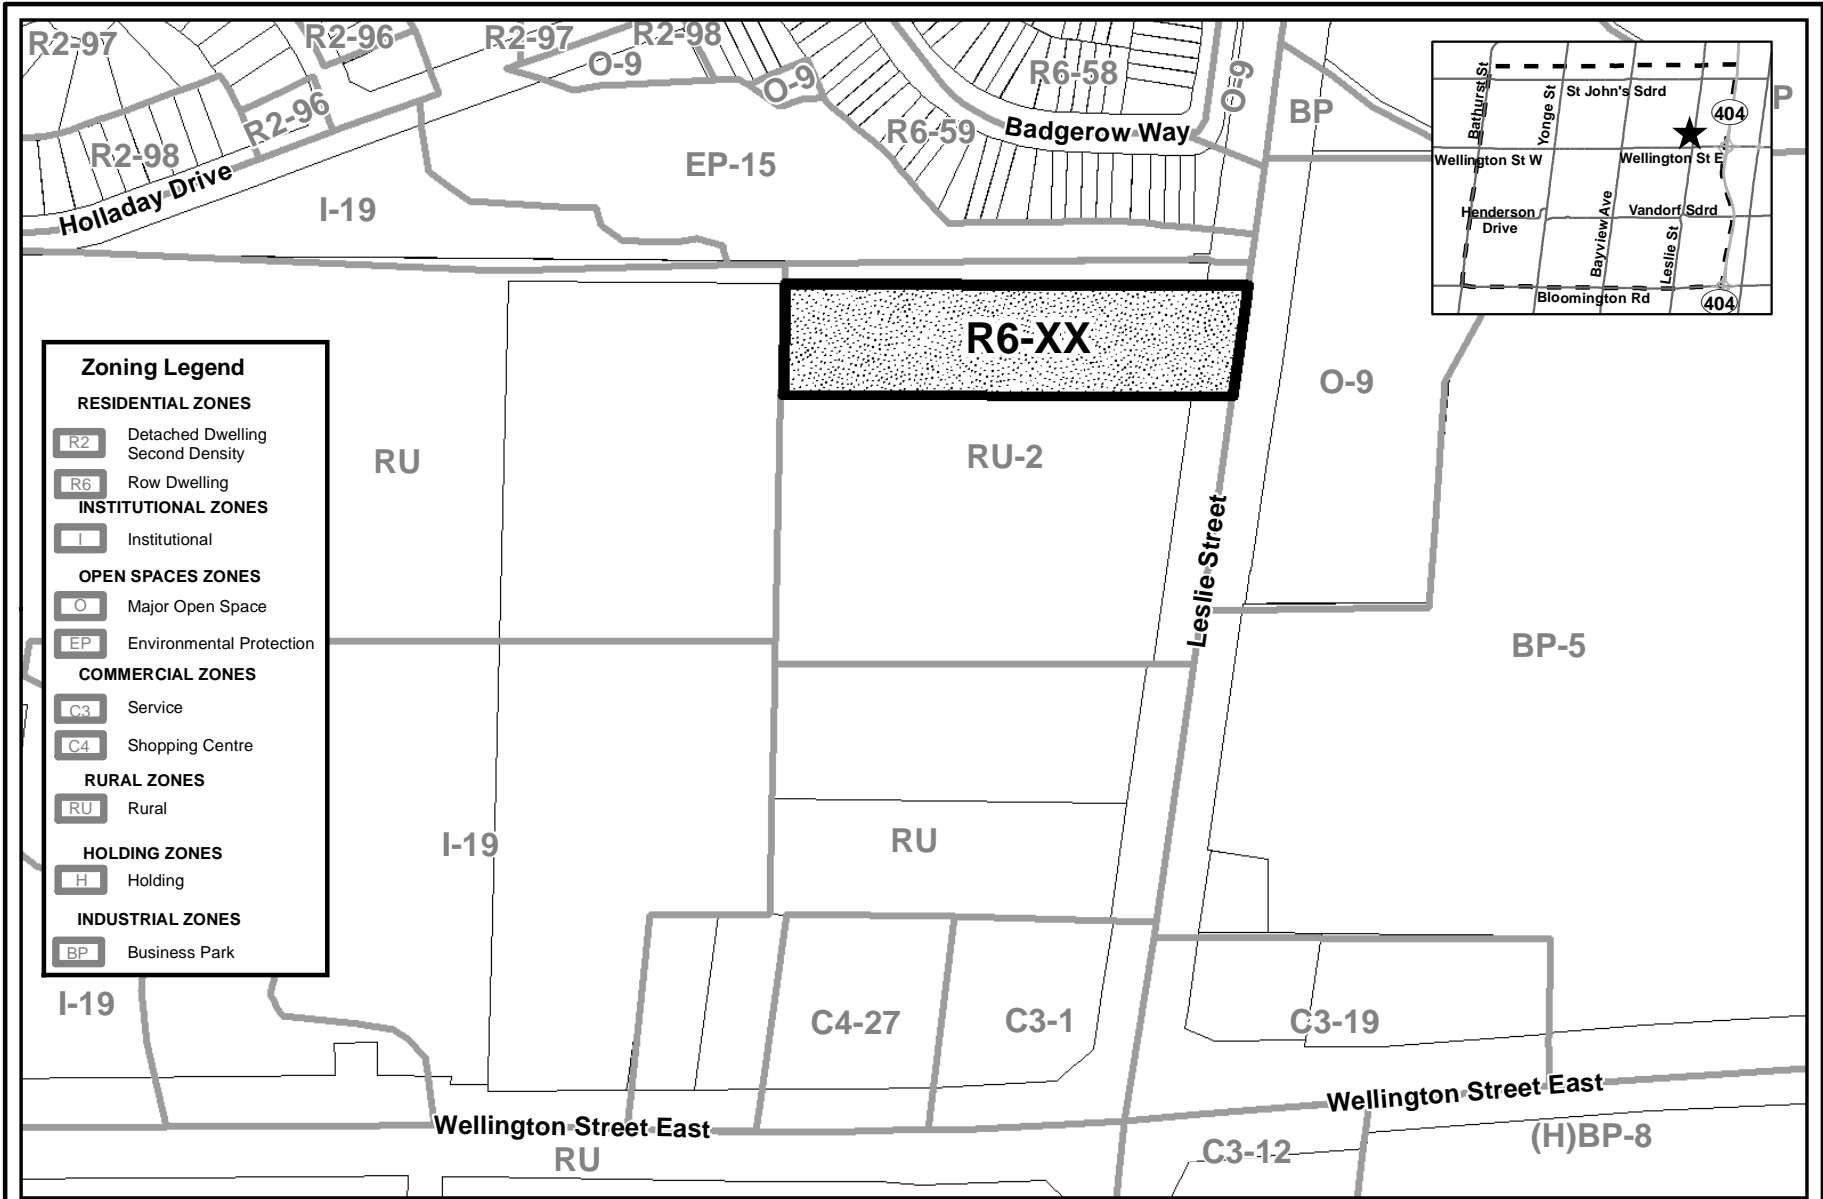 R2-97
R2-96
R2-97
R2-98
O-9
O-9
R6-58
O-9
BP
P
R2-96
R2-98
R6-59
Badgerow Way
EP-15
Holladay Drive
I-19
Bathurst St
Yonge St
St John's Sdrd
404
Wellington St W
Wellington St E
Henderson
Drive
Bayview Ave
Vandorf Sdrd
Leslie St
Bloomington Rd
404
R6-XX
O-9
RU
RU-2
Leslie Street
BP-5
Zoning Legend
RESIDENTIAL ZONES
R2
Detached Dwelling
Second Density
R6
Row Dwelling
INSTITUTIONAL ZONES
I
Institutional
OPEN SPACES ZONES
O
Major Open Space
EP
Environmental Protection
COMMERCIAL ZONES
C3
Service
C4
Shopping Centre
RURAL ZONES
RU
Rural
HOLDING ZONES
H
Holding
INDUSTRIAL ZONES
BP
Business Park
I-19
RU
I-19
C4-27
C3-1
C3-19
Wellington Street East
Wellington Street East
RU
C3-12
(H)BP-8